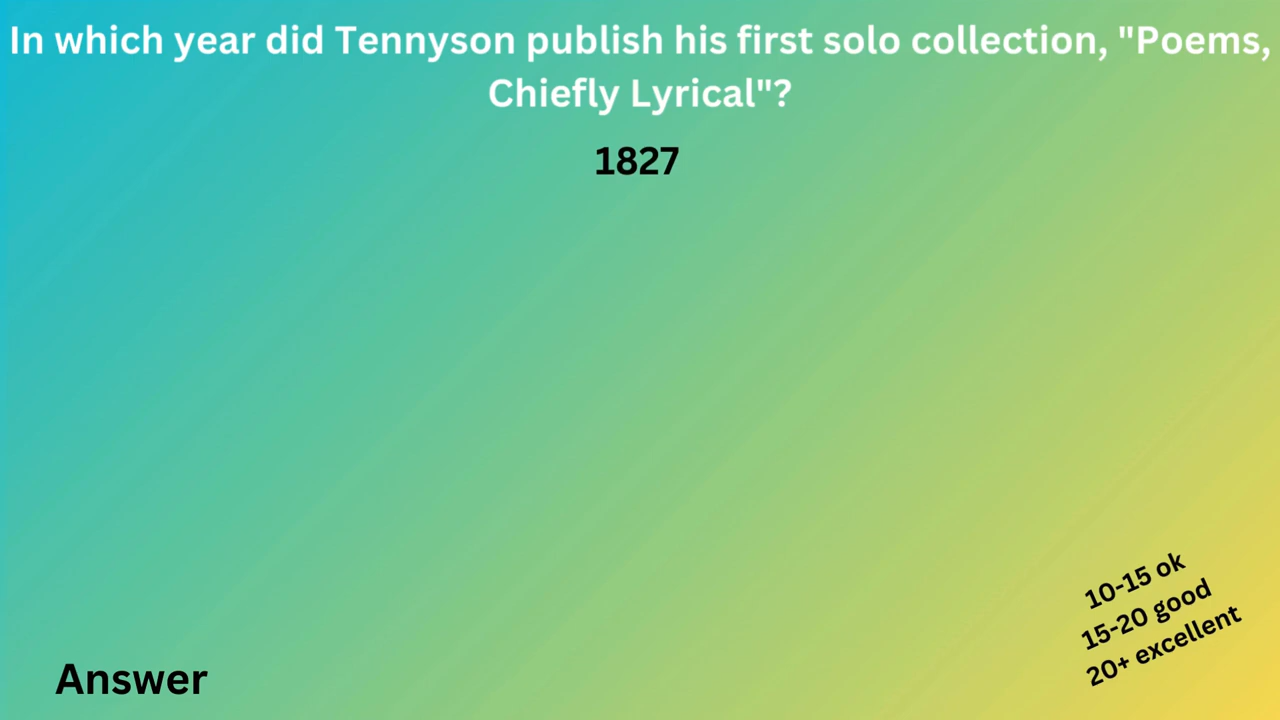 In which year did Tennyson publish his first solo collection, "Poems,
Chiefly Lyrical"?
1827
10-15 ok
15-20 good
20+ excellent
Answer